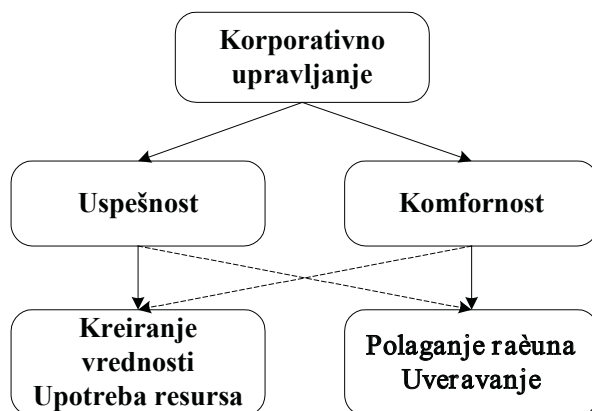 Korporativno
upravljanje
Uspešnost
Komfornost
Kreiranje
vrednosti
Upotreba resursa
Polaganje raèuna
Uveravanje